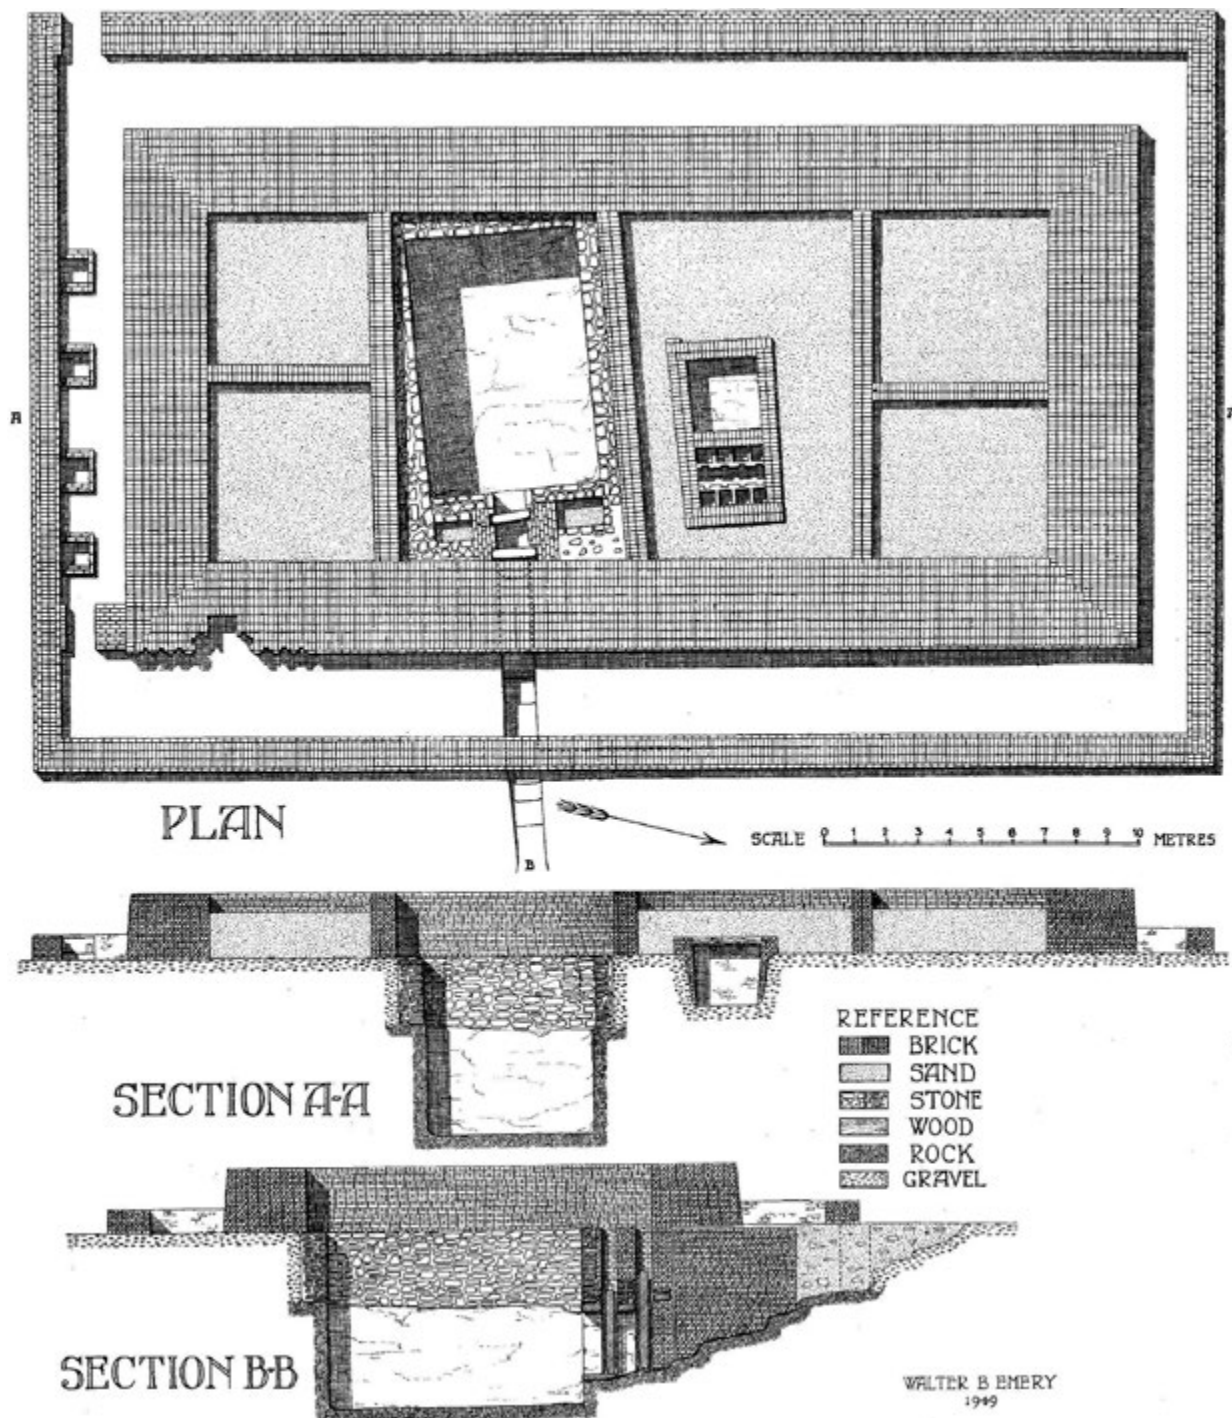 A
A
PLAN
B
SCALE 0 1 2 3 4 5 6 7 8 9 10 METRES
REFERENCE
BRICK
SAND
STONE
WOOD
ROCK
GRAVEL
SECTION A-A
SECTION B-B
WALTER B EMERY
1949